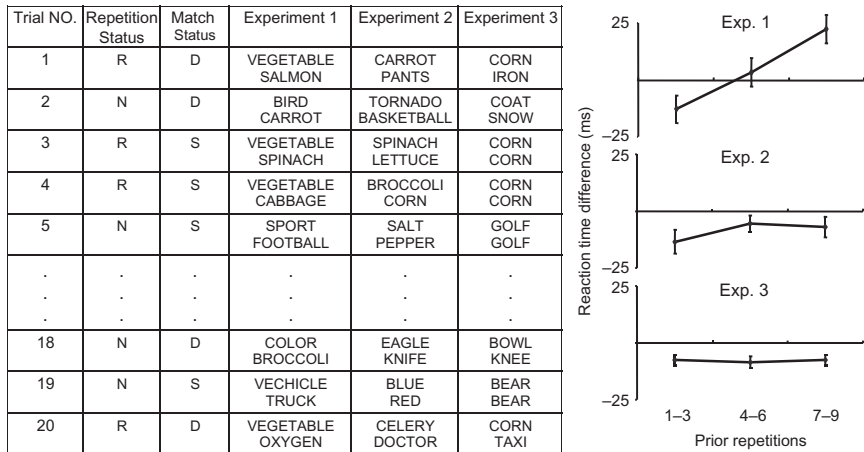 Trial NO. Repetition Status Match Status Experiment 1 Experiment 2 Experiment 3
1 R D VEGETABLE CARROT CORN
SALMON PANTS IRON
2 N D BIRD TORNADO COAT
CARROT BASKETBALL SNOW
3 R S VEGETABLE SPINACH CORN
SPINACH LETTUCE CORN
4 R S VEGETABLE BROCCOLI CORN
CABBAGE CORN CORN
5 N S SPORT SALT GOLF
FOOTBALL PEPPER GOLF
. . . . . .
. . . . . .
. . . . . .
18 N D COLOR EAGLE BOWL
BROCCOLI KNIFE KNEE
19 N S VECHICLE BLUE BEAR
TRUCK RED BEAR
20 R D VEGETABLE CELERY CORN
OXYGEN DOCTOR TAXI
Reaction time difference (ms)
25 Exp. 1
–25
25 Exp. 2
–25
25 Exp. 3
–25
1–3 4–6 7–9
Prior repetitions